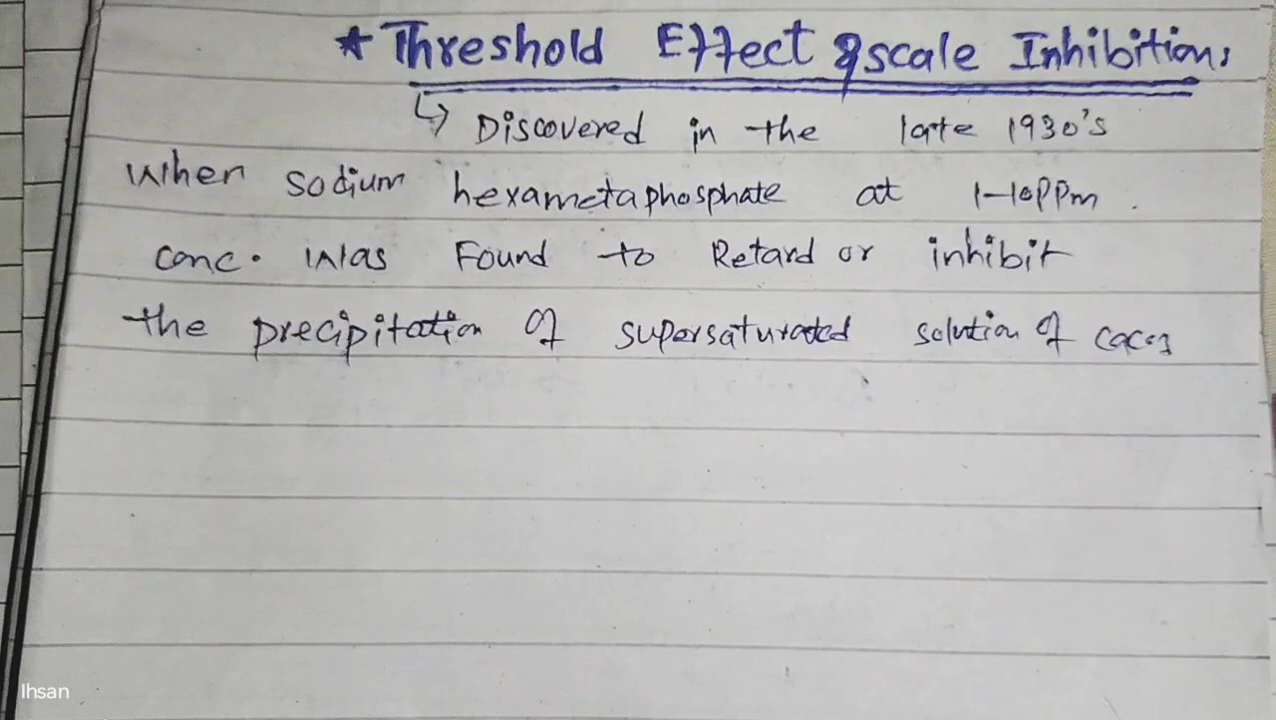 * Threshold Effect & scale Inhibition:
↳ Discovered in the late 1930's
when sodium hexametaphosphate at 1-10ppm.
conc. was Found to Retard or inhibit
the precipitation of supersaturated solution of CaCO3
Ihsan